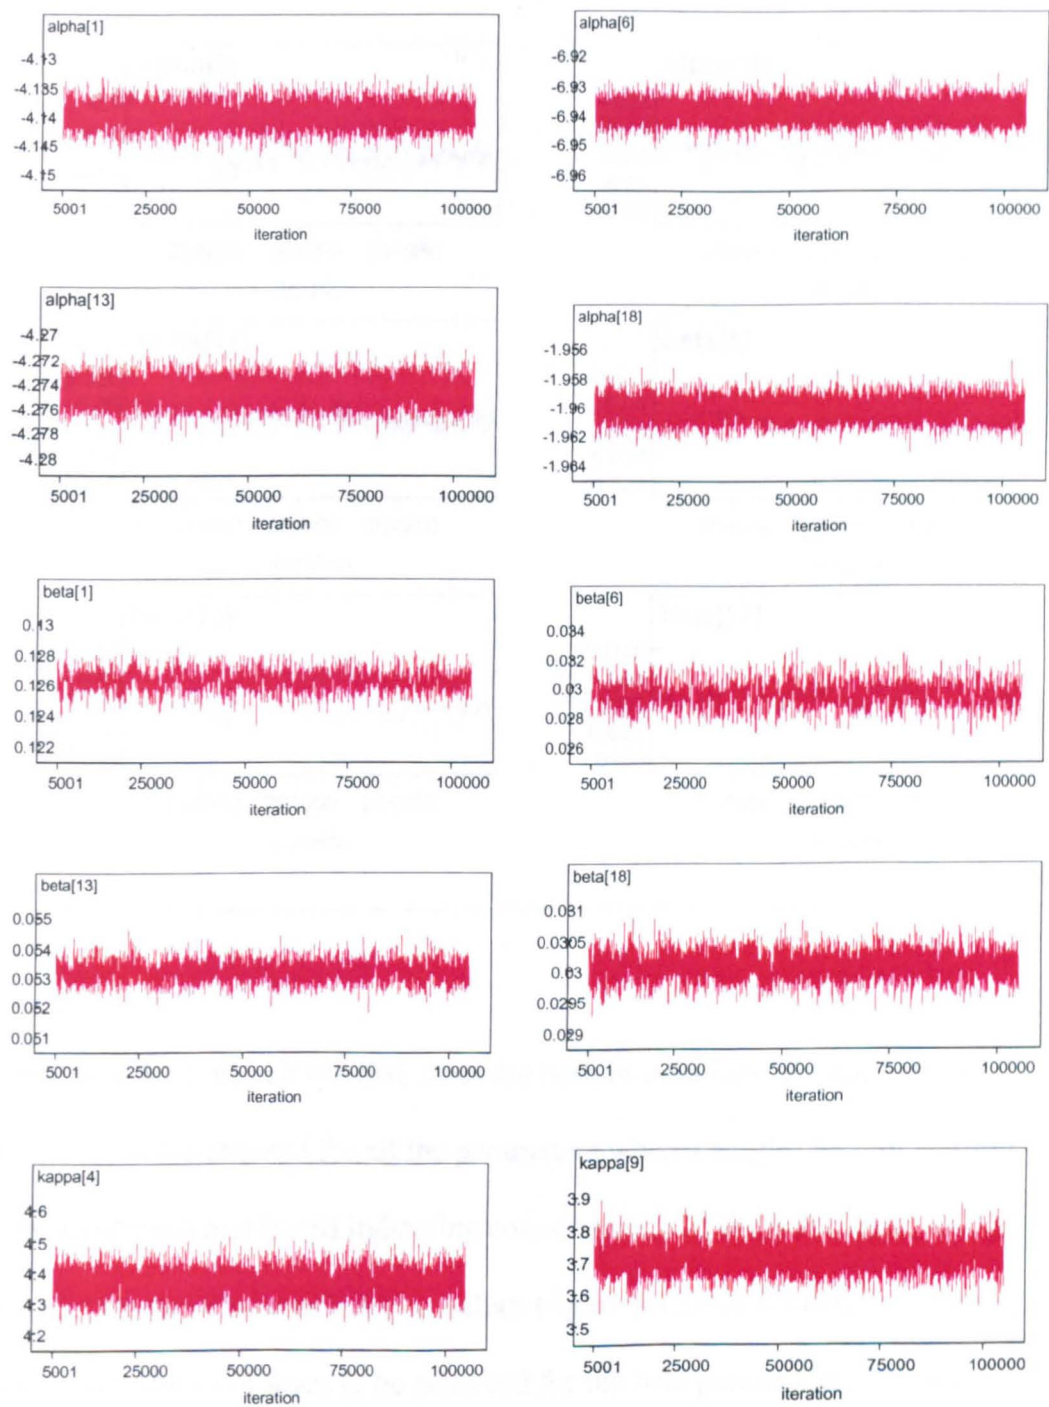 alpha[1]
-4.13
-4.135
-4.14
-4.145
-4.15
5001 25000 50000 75000 100000
iteration
alpha[6]
-6.92
-6.93
-6.94
-6.95
-6.96
5001 25000 50000 75000 100000
iteration
alpha[13]
-4.27
-4.272
-4.274
-4.276
-4.278
-4.28
5001 25000 50000 75000 100000
iteration
alpha[18]
-1.956
-1.958
-1.96
-1.962
-1.964
5001 25000 50000 75000 100000
iteration
beta[1]
0.13
0.128
0.126
0.124
0.122
5001 25000 50000 75000 100000
iteration
beta[6]
0.034
0.032
0.03
0.028
0.026
5001 25000 50000 75000 100000
iteration
beta[13]
0.055
0.054
0.053
0.052
0.051
5001 25000 50000 75000 100000
iteration
beta[18]
0.031
0.0305
0.03
0.0295
0.029
5001 25000 50000 75000 100000
iteration
kappa[4]
4.6
4.5
4.4
4.3
4.2
5001 25000 50000 75000 100000
iteration
kappa[9]
3.9
3.8
3.7
3.6
3.5
5001 25000 50000 75000 100000
iteration